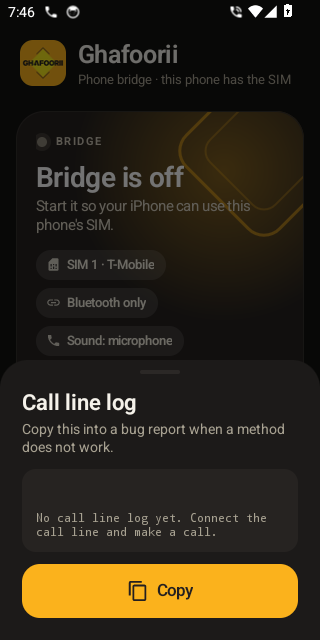 7:46
GHAFOORII
Ghafoorii
Phone bridge · this phone has the SIM
BRIDGE
Bridge is off
Start it so your iPhone can use this
phone's SIM.
SIM 1 · T-Mobile
Bluetooth only
Sound: microphone
Call line log
Copy this into a bug report when a method
does not work.
No call line log yet. Connect the
call line and make a call.
Copy